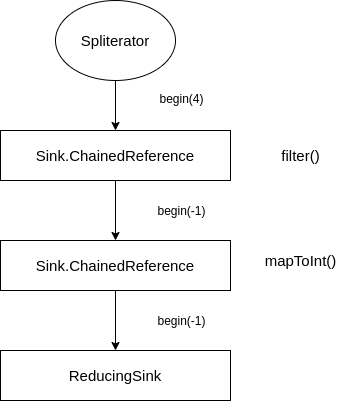 Spliterator
begin(4)
Sink.ChainedReference
filter()
begin(-1)
Sink.ChainedReference
mapToInt()
begin(-1)
ReducingSink